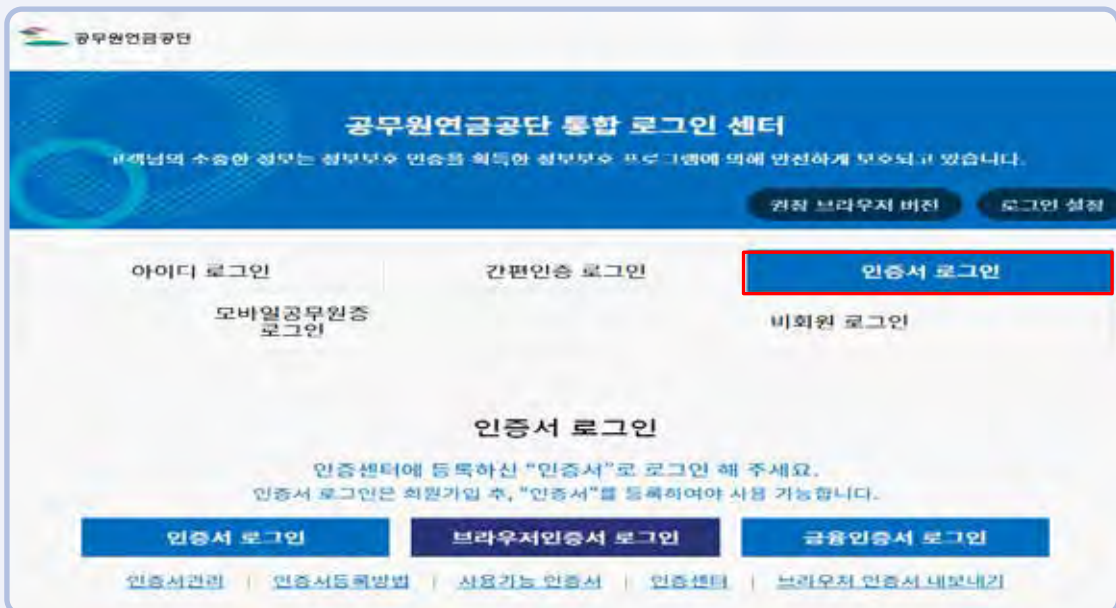 공무원연금공단
공무원연금공단 통합 로그인 센터
고객님의 소중한 정보는 정보보호 인증을 획득한 정보보호 프로그램에 의해 안전하게 보호되고 있습니다.
권장 브라우저 버전 로그인 설정
아이디 로그인 간편인증 로그인 인증서 로그인
모바일공무원증
로그인
비회원 로그인
인증서 로그인
인증센터에 등록하신 "인증서"로 로그인 해 주세요.
인증서 로그인은 회원가입 후, "인증서"를 등록하여야 사용 가능합니다.
인증서 로그인 브라우저인증서 로그인 금융인증서 로그인
인증서관리 | 인증서등록방법 | 사용가능 인증서 | 인증센터 | 브라우저 인증서 내보내기